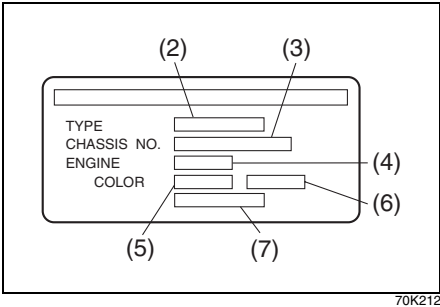 (2) (3)
TYPE
CHASSIS NO.
ENGINE (4)
COLOR
(6)
(5) (7)
70K212